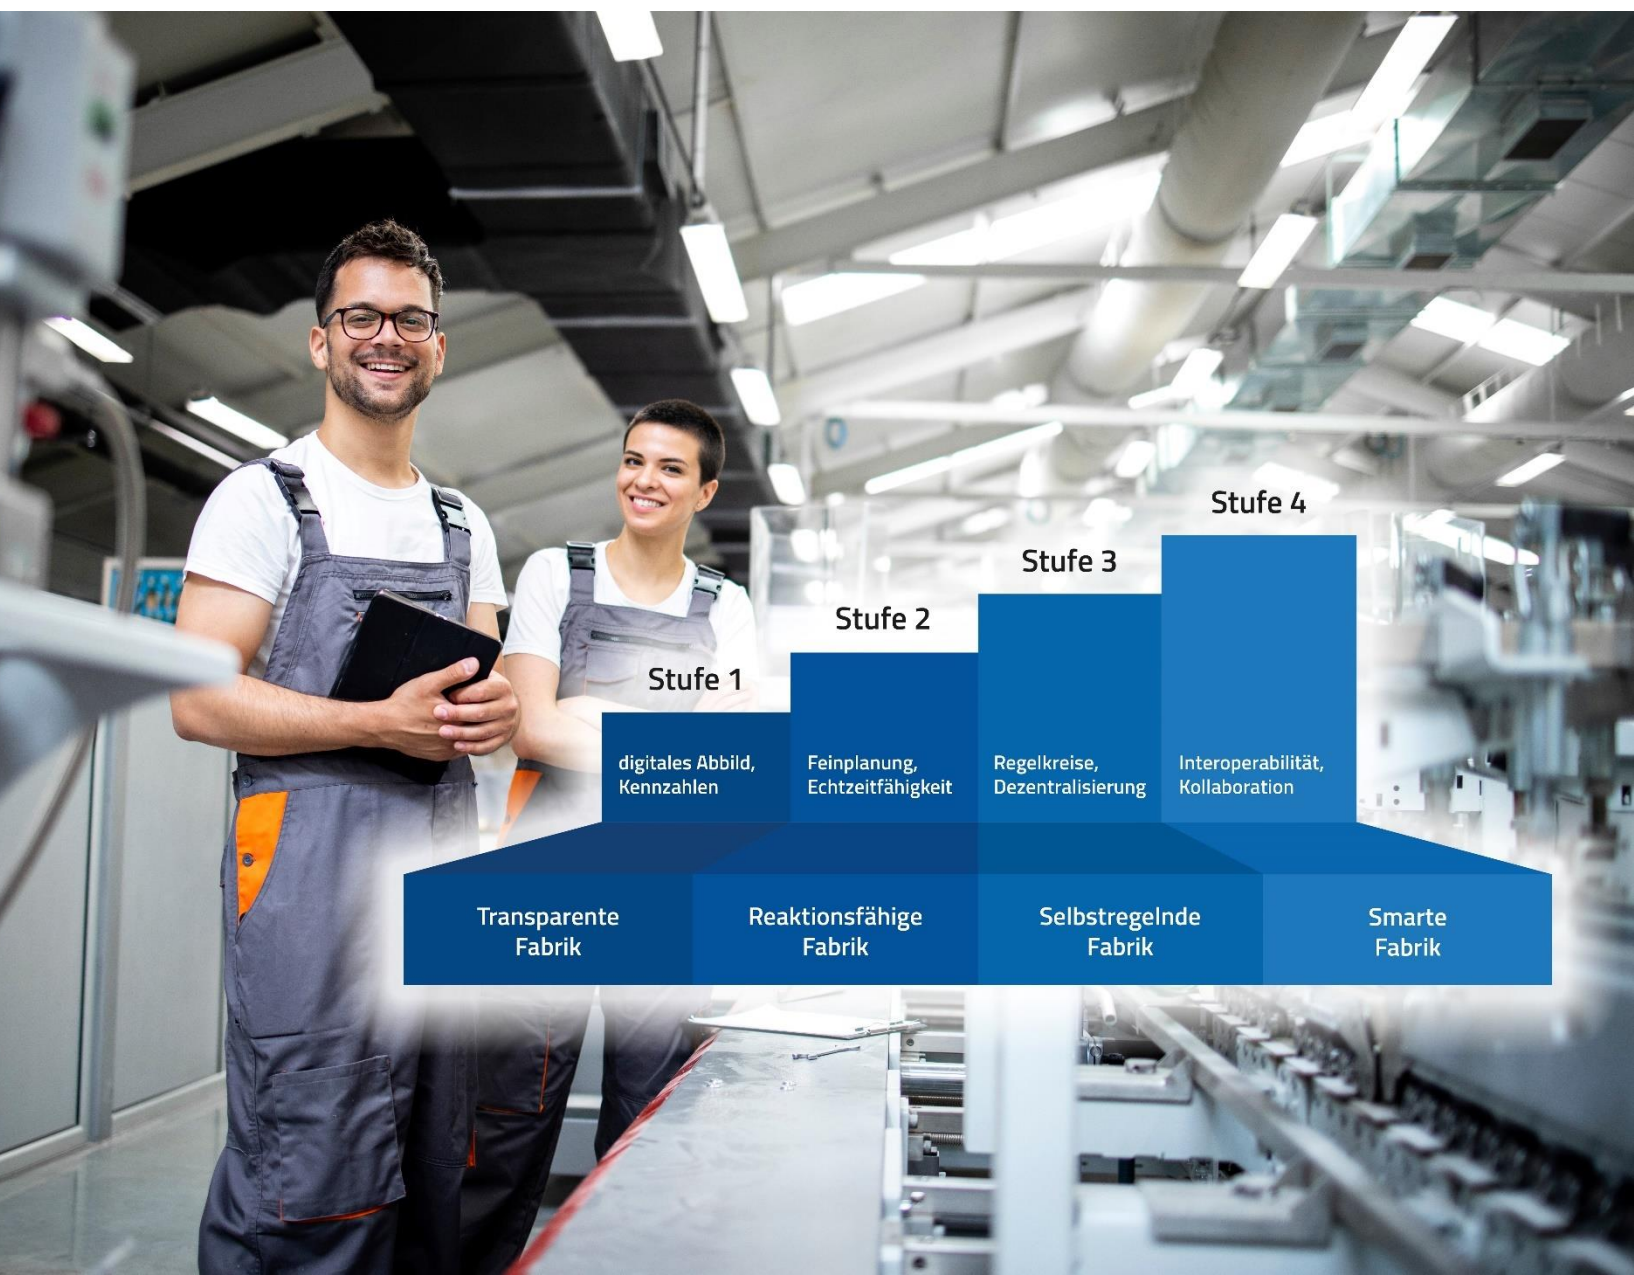 Stufe 1
Stufe 2
Stufe 3
Stufe 4
digitales Abbild,
Kennzahlen
Feinplanung,
Echtzeitfähigkeit
Regelkreise,
Dezentralisierung
Interoperabilität,
Kollaboration
Transparente
Fabrik
Reaktionsfähige
Fabrik
Selbstregelnde
Fabrik
Smarte
Fabrik